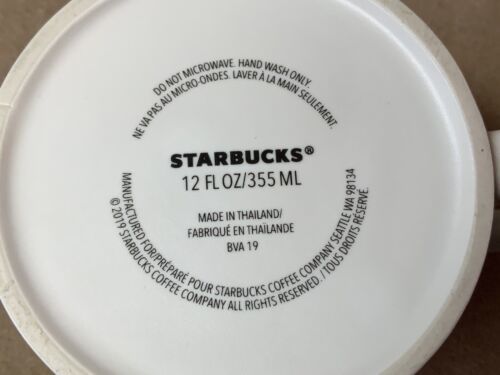 DO NOT MICROWAVE. HAND WASH ONLY.
NE VA PAS AU MICRO-ONDES. LAVER À LA MAIN SEULEMENT.
STARBUCKS®
12 FL OZ/355 ML
MADE IN THAILAND/
FABRIQUÉ EN THAÏLANDE
BVA 19
MANUFACTURED FOR/PRÉPARÉ POUR STARBUCKS COFFEE COMPANY SEATTLE WA 98134
© 2019 STARBUCKS COFFEE COMPANY ALL RIGHTS RESERVED. / TOUS DROITS RÉSERVÉ